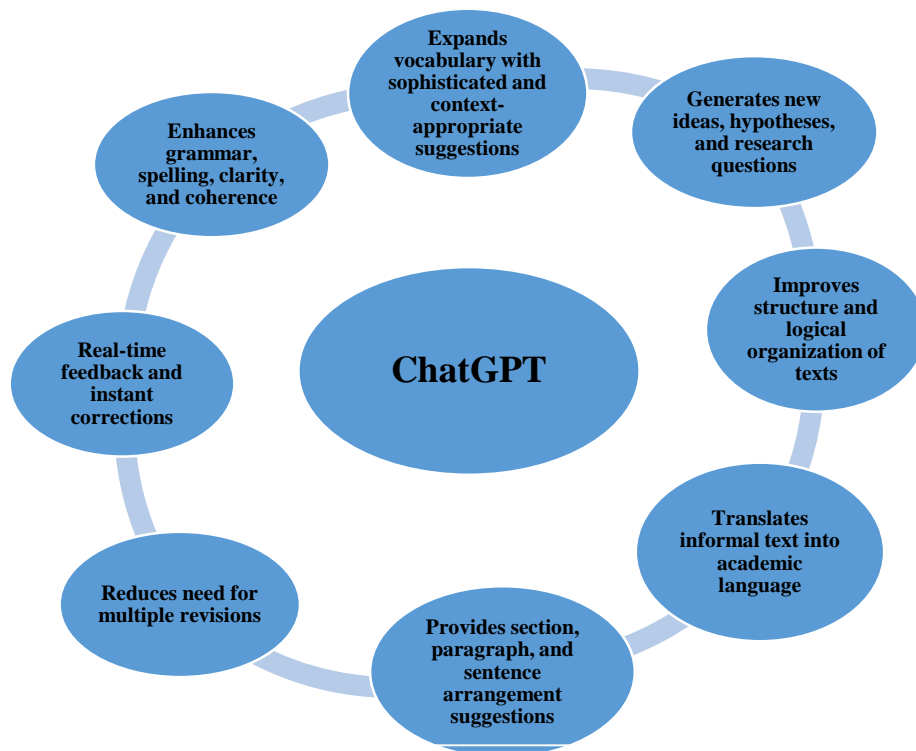 Expands
vocabulary with
sophisticated and
context-
appropriate
suggestions
Generates new
ideas, hypotheses,
and research
questions
Improves
structure and
logical
organization of
texts
Translates
informal text into
academic
language
Provides section,
paragraph, and
sentence
arrangement
suggestions
Reduces need for
multiple revisions
Real-time
feedback and
instant
corrections
Enhances
grammar,
spelling, clarity,
and coherence
ChatGPT